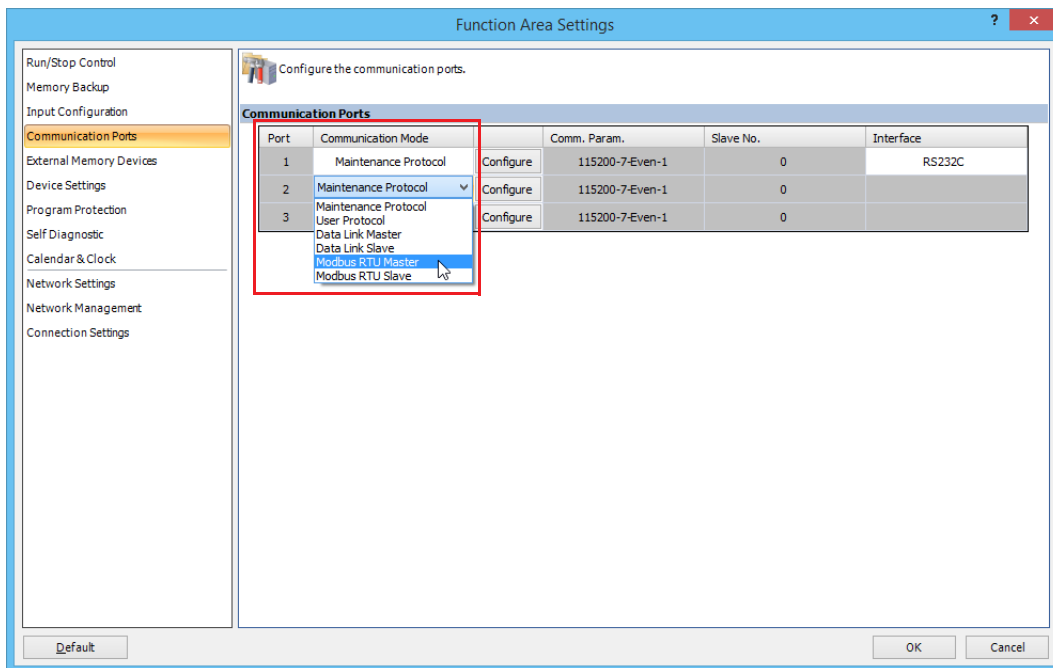 Function Area Settings
? ×
Run/Stop Control
Memory Backup
Input Configuration
Communication Ports
External Memory Devices
Device Settings
Program Protection
Self Diagnostic
Calendar & Clock
Network Settings
Network Management
Connection Settings
Configure the communication ports.
Communication Ports
Port Communication Mode Comm. Param. Slave No. Interface
1 Maintenance Protocol Configure 115200-7-Even-1 0 RS232C
2 Maintenance Protocol Configure 115200-7-Even-1 0
3 Configure 115200-7-Even-1 0
Maintenance Protocol
User Protocol
Data Link Master
Data Link Slave
Modbus RTU Master
Modbus RTU Slave
Default OK Cancel